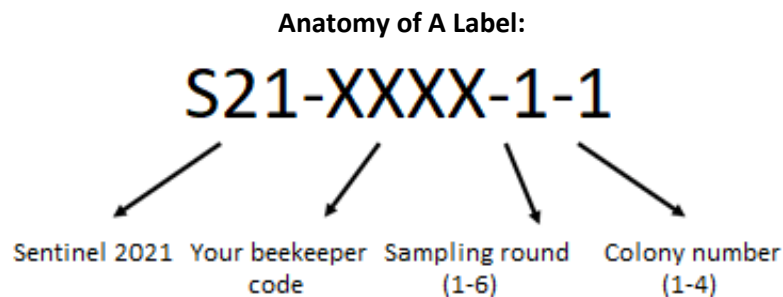 Anatomy of A Label:
S21-XXXX-1-1
Sentinel 2021 Your beekeeper Sampling round Colony number
code (1-6) (1-4)